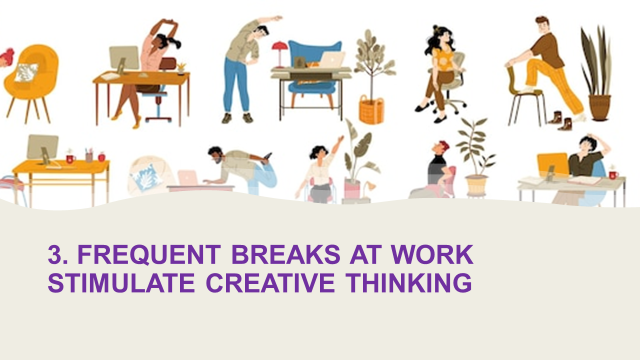 3. FREQUENT BREAKS AT WORK
STIMULATE CREATIVE THINKING